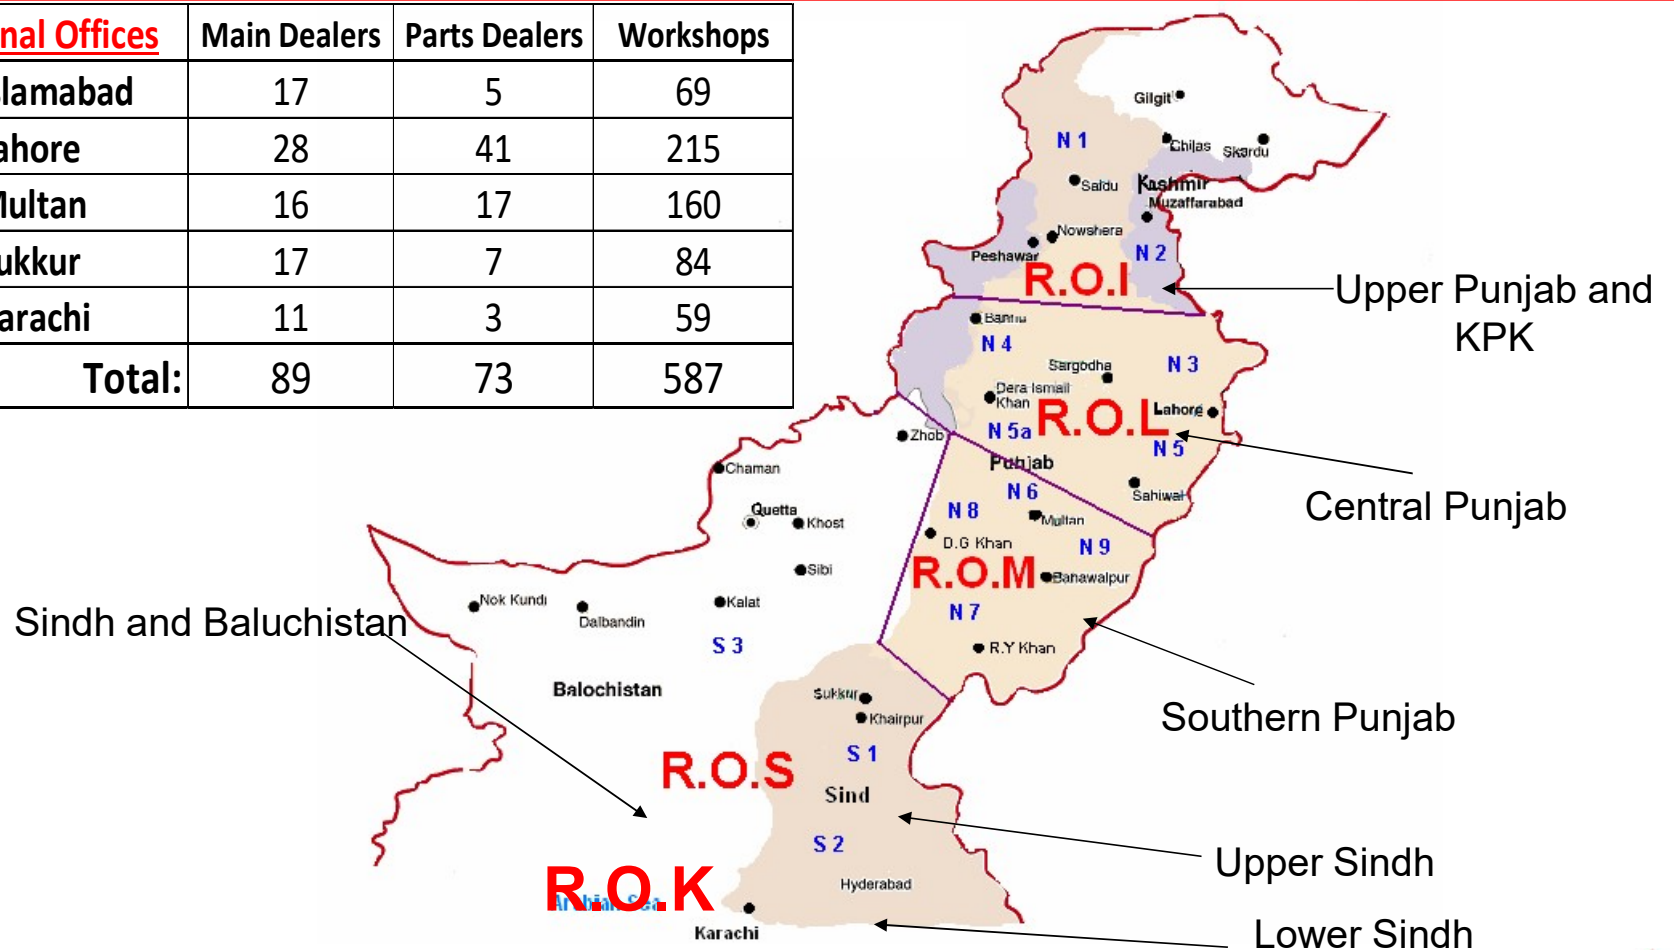 nal Offices Main Dealers Parts Dealers Workshops
lamabad 17 5 69
ahore 28 41 215
Multan 16 17 160
ukkur 17 7 84
arachi 11 3 59
Total: 89 73 587
Gilgit
N 1
Chilas
Skardu
Saidu
Kashmir
Muzaffarabad
Nowshera
Peshawar
N 2
R.O.I
Upper Punjab and
KPK
Bannu
N 4
Sargodha
N 3
Dera Ismail
Khan
Lahore
R.O.L
N 5a
N 5
Zhob
Punjab
Chaman
Sahiwal
Central Punjab
N 6
Quetta
N 8
Multan
Khost
D.G Khan
N 9
Sibi
R.O.M
Bahawalpur
Nok Kundi
Kalat
Dalbandin
N 7
Sindh and Baluchistan
S 3
R.Y Khan
Balochistan
Sukkur
Khairpur
Southern Punjab
S 1
R.O.S
Sind
S 2
Upper Sindh
Hyderabad
R.O.K
Arabian Sea
Karachi
Lower Sindh